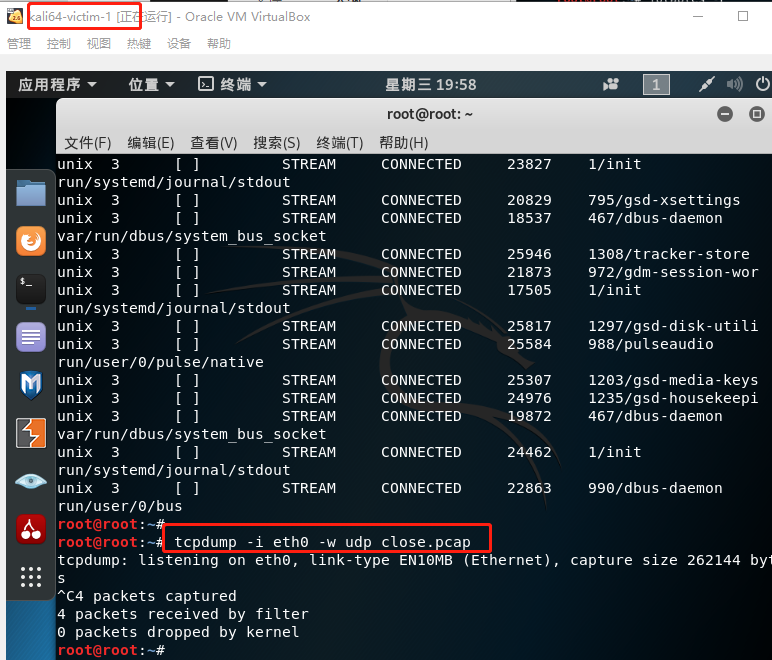 kali64-victim-1 [正在运行] - Oracle VM VirtualBox
管理 控制 视图 热键 设备 帮助
应用程序 位置 终端 星期三 19:58 1
root@root: ~
文件(F) 编辑(E) 查看(V) 搜索(S) 终端(T) 帮助(H)
unix 3 [ ] STREAM CONNECTED 23827 1/init
run/systemd/journal/stdout
unix 3 [ ] STREAM CONNECTED 20829 795/gsd-xsettings
unix 3 [ ] STREAM CONNECTED 18537 467/dbus-daemon
var/run/dbus/system_bus_socket
unix 3 [ ] STREAM CONNECTED 25946 1308/tracker-store
unix 3 [ ] STREAM CONNECTED 21873 972/gdm-session-wor
unix 3 [ ] STREAM CONNECTED 17505 1/init
run/systemd/journal/stdout
unix 3 [ ] STREAM CONNECTED 25817 1297/gsd-disk-utili
unix 3 [ ] STREAM CONNECTED 25584 988/pulseaudio
run/user/0/pulse/native
unix 3 [ ] STREAM CONNECTED 25307 1203/gsd-media-keys
unix 3 [ ] STREAM CONNECTED 24976 1235/gsd-housekeepi
unix 3 [ ] STREAM CONNECTED 19872 467/dbus-daemon
var/run/dbus/system_bus_socket
unix 3 [ ] STREAM CONNECTED 24462 1/init
run/systemd/journal/stdout
unix 3 [ ] STREAM CONNECTED 22863 990/dbus-daemon
run/user/0/bus
root@root:~#
root@root:~# tcpdump -i eth0 -w udp close.pcap
tcpdump: listening on eth0, link-type EN10MB (Ethernet), capture size 262144 byt
s
^C4 packets captured
4 packets received by filter
0 packets dropped by kernel
root@root:~#